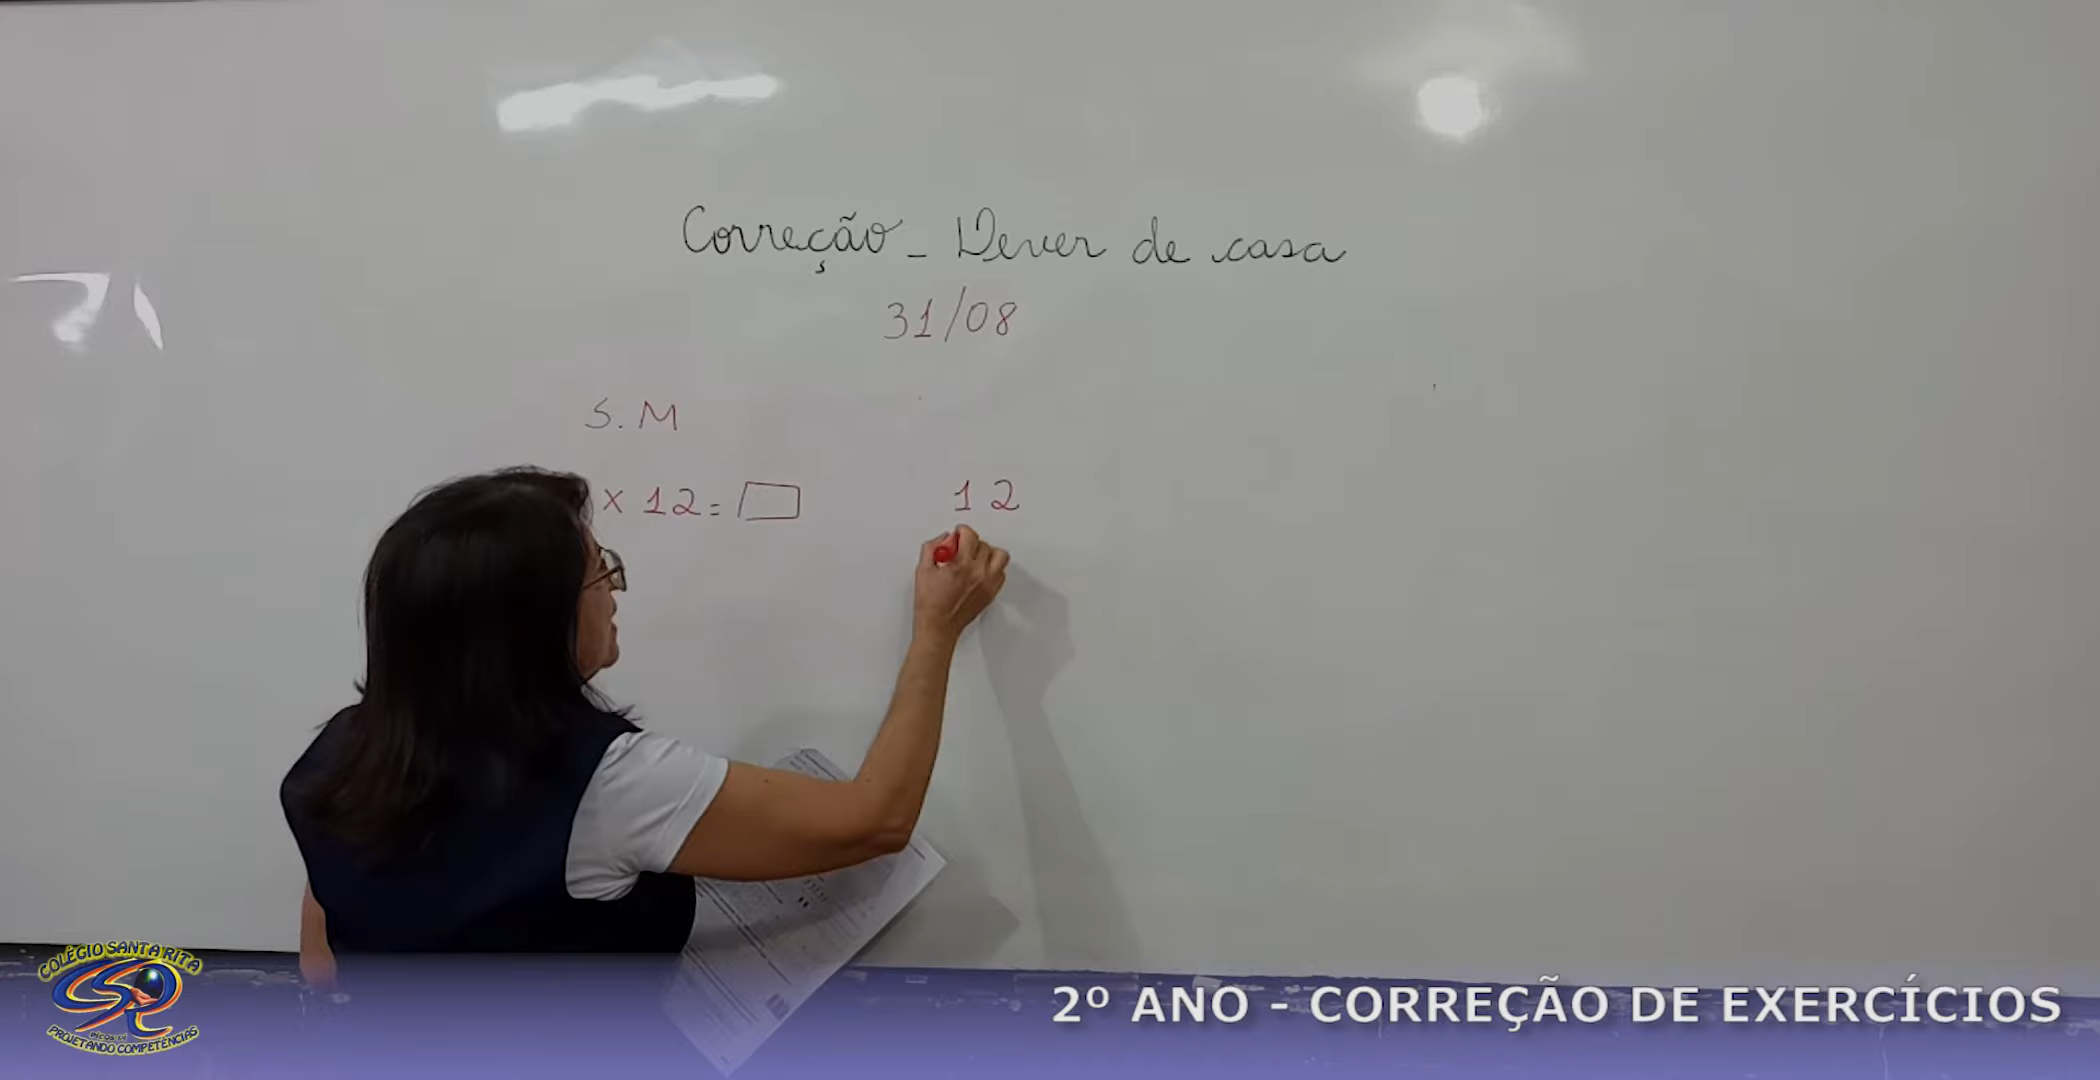 Correção - Dever de casa
31/08
S. M
x 12 = 12
COLÉGIO SANTA RITA
PROJETANDO COMPETÊNCIAS
2º ANO - CORREÇÃO DE EXERCÍCIOS